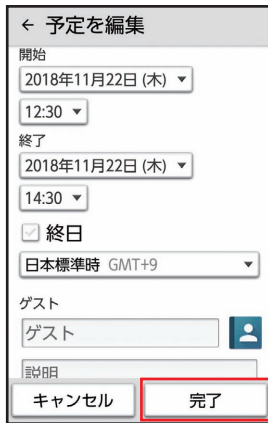 ← 予定を編集
開始
2018年11月22日 (木)
12:30
終了
2018年11月22日 (木)
14:30
終日
日本標準時 GMT+9
ゲスト
ゲスト
説明
キャンセル 完了